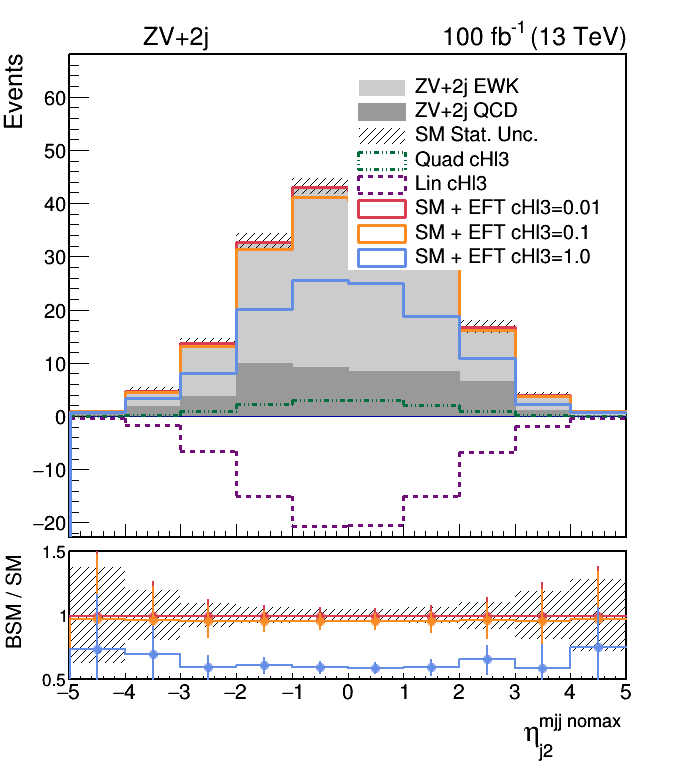 ZV+2j 100 fb-1 (13 TeV)
Events
60
50
40
30
20
10
0
−10
−20
ZV+2j EWK
ZV+2j QCD
SM Stat. Unc.
Quad cHl3
Lin cHl3
SM + EFT cHl3=0.01
SM + EFT cHl3=0.1
SM + EFT cHl3=1.0
BSM / SM
1.5
1
0.5
−5 −4 −3 −2 −1 0 1 2 3 4 5
η mjj nomax j2